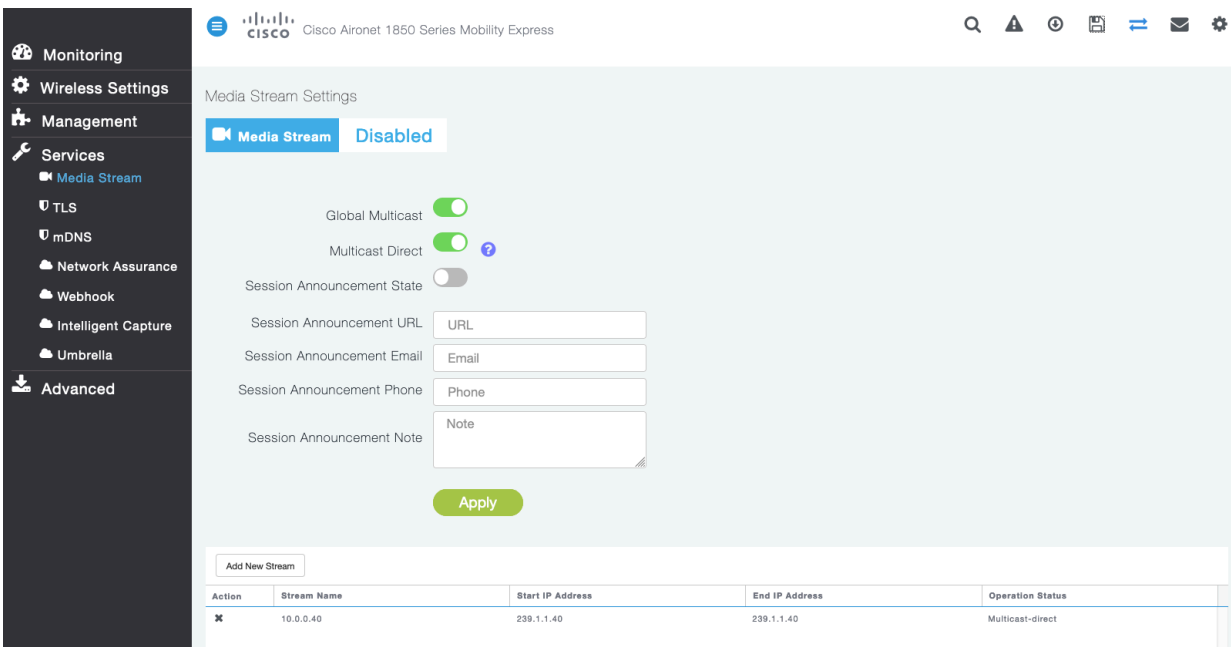 CISCO Cisco Aironet 1850 Series Mobility Express
Monitoring
Wireless Settings
Management
Services
Media Stream
TLS
mDNS
Network Assurance
Webhook
Intelligent Capture
Umbrella
Advanced
Media Stream Settings
Media Stream Disabled
Global Multicast
Multicast Direct ?
Session Announcement State
Session Announcement URL URL
Session Announcement Email Email
Session Announcement Phone Phone
Session Announcement Note Note
Apply
Add New Stream
Action Stream Name Start IP Address End IP Address Operation Status
10.0.0.40 239.1.1.40 239.1.1.40 Multicast-direct